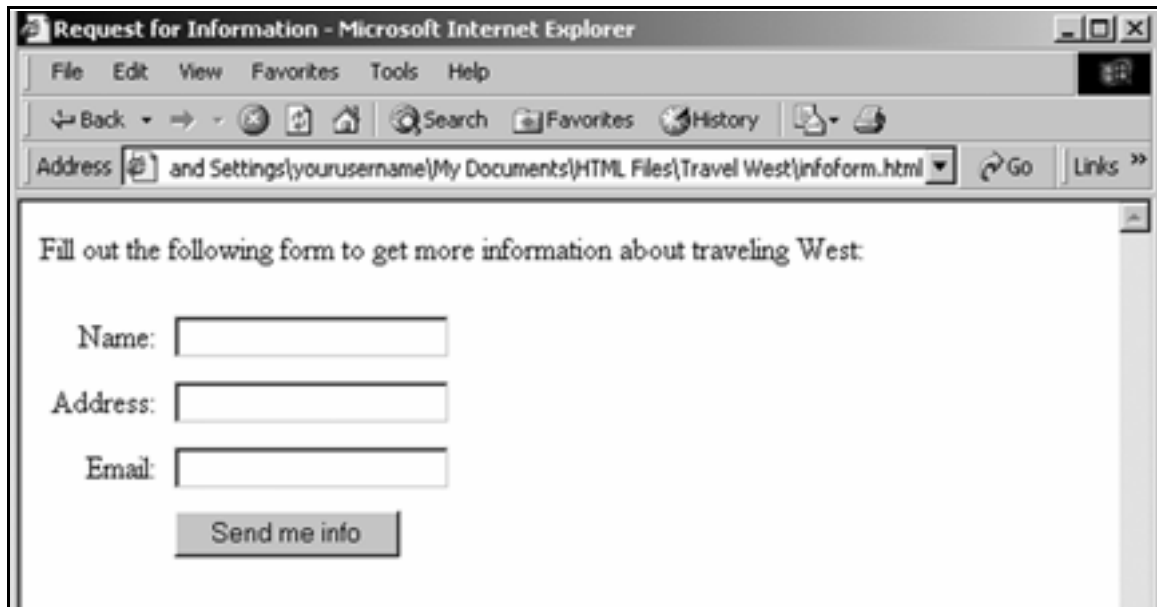 Request for Information - Microsoft Internet Explorer
File Edit View Favorites Tools Help
Back Search Favorites History
Address and Settings\yourusername\My Documents\HTML Files\Travel West\infoform.html Go Links »
Fill out the following form to get more information about traveling West:
Name:
Address:
Email:
Send me info